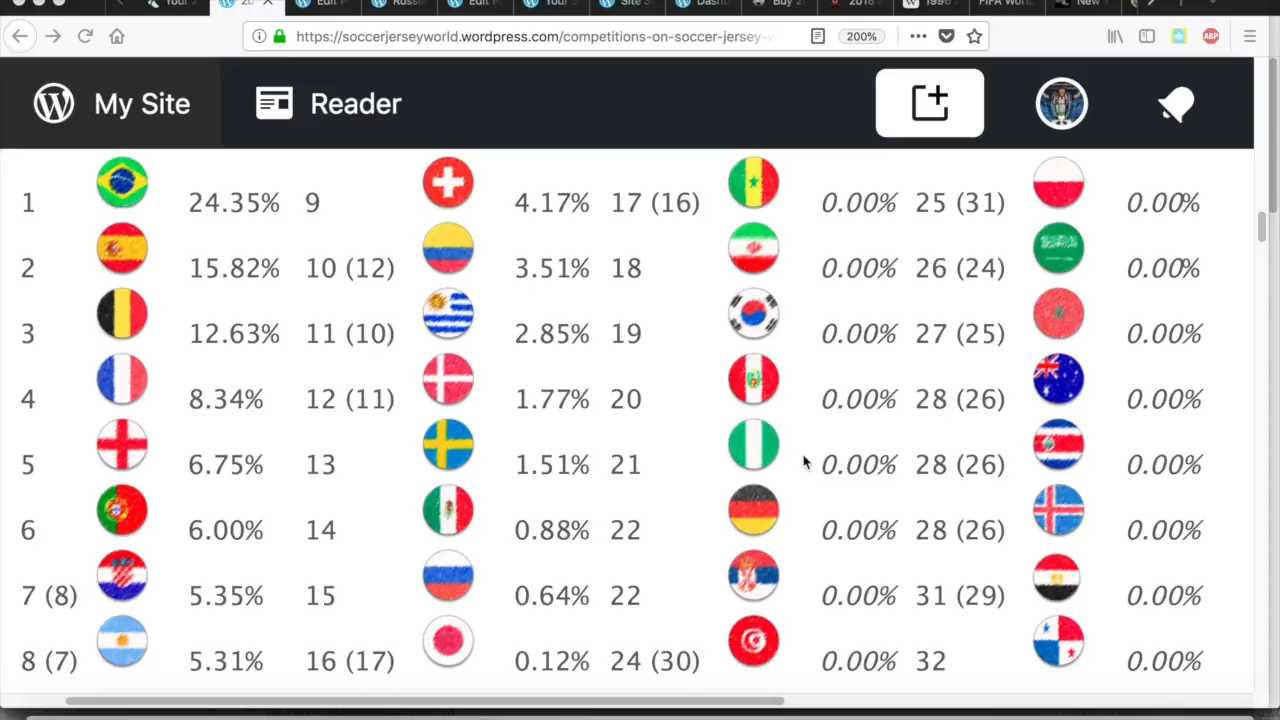 https://soccerjerseyworld.wordpress.com/competitions-on-soccer-jersey-w 200%
My Site Reader
1 24.35% 9 4.17% 17 (16) 0.00% 25 (31) 0.00%
2 15.82% 10 (12) 3.51% 18 0.00% 26 (24) 0.00%
3 12.63% 11 (10) 2.85% 19 0.00% 27 (25) 0.00%
4 8.34% 12 (11) 1.77% 20 0.00% 28 (26) 0.00%
5 6.75% 13 1.51% 21 0.00% 28 (26) 0.00%
6 6.00% 14 0.88% 22 0.00% 28 (26) 0.00%
7 (8) 5.35% 15 0.64% 22 0.00% 31 (29) 0.00%
8 (7) 5.31% 16 (17) 0.12% 24 (30) 0.00% 32 0.00%